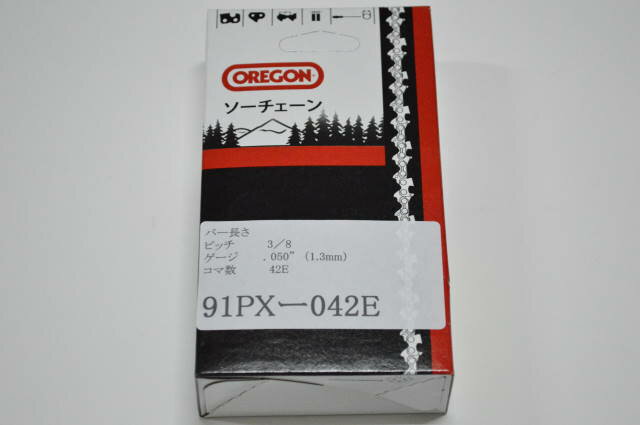 OREGON
ソーチェーン
バー長さ
ピッチ 3/8
ゲージ .050" (1.3mm)
コマ数 42E
91PX-042E